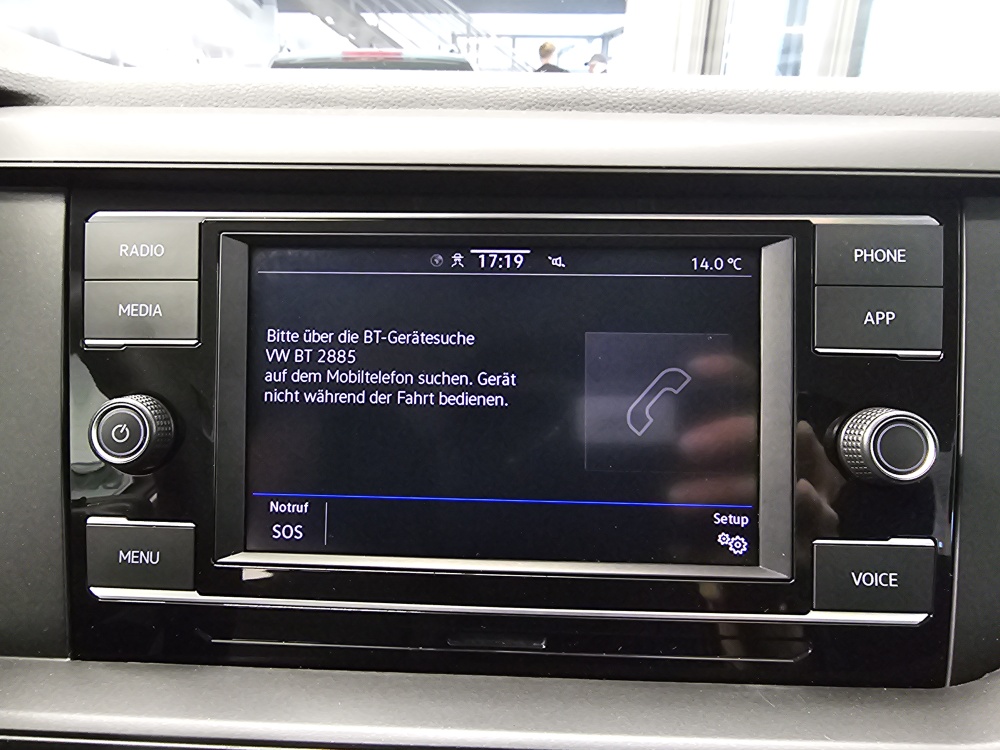 RADIO
MEDIA
MENU
17:19
14.0 °C
Bitte über die BT-Gerätesuche
VW BT 2885
auf dem Mobiltelefon suchen. Gerät
nicht während der Fahrt bedienen.
Notruf
SOS
Setup
PHONE
APP
VOICE